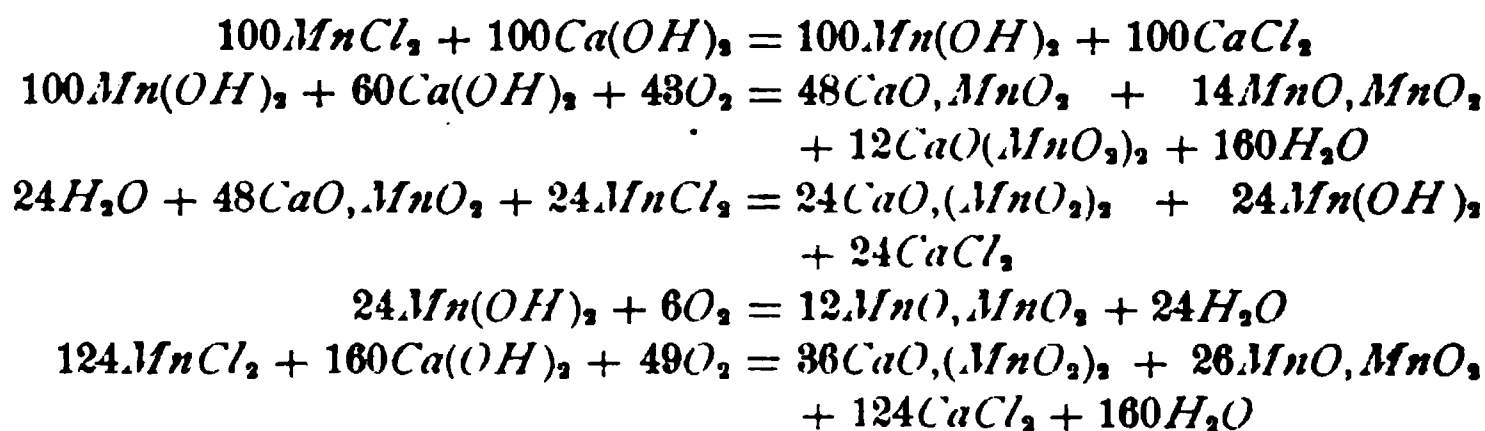 100MnCl₂ + 100Ca(OH)₂ = 100Mn(OH)₂ + 100CaCl₂
100Mn(OH)₂ + 60Ca(OH)₂ + 43O₂ = 48CaO,MnO₂ + 14MnO,MnO₂
+ 12CaO(MnO₂)₂ + 160H₂O
24H₂O + 48CaO,MnO₂ + 24MnCl₂ = 24CaO,(MnO₂)₂ + 24Mn(OH)₂
+ 24CaCl₂
24Mn(OH)₂ + 6O₂ = 12MnO,MnO₂ + 24H₂O
124MnCl₂ + 160Ca(OH)₂ + 49O₂ = 36CaO,(MnO₂)₂ + 26MnO,MnO₂
+ 124CaCl₂ + 160H₂O